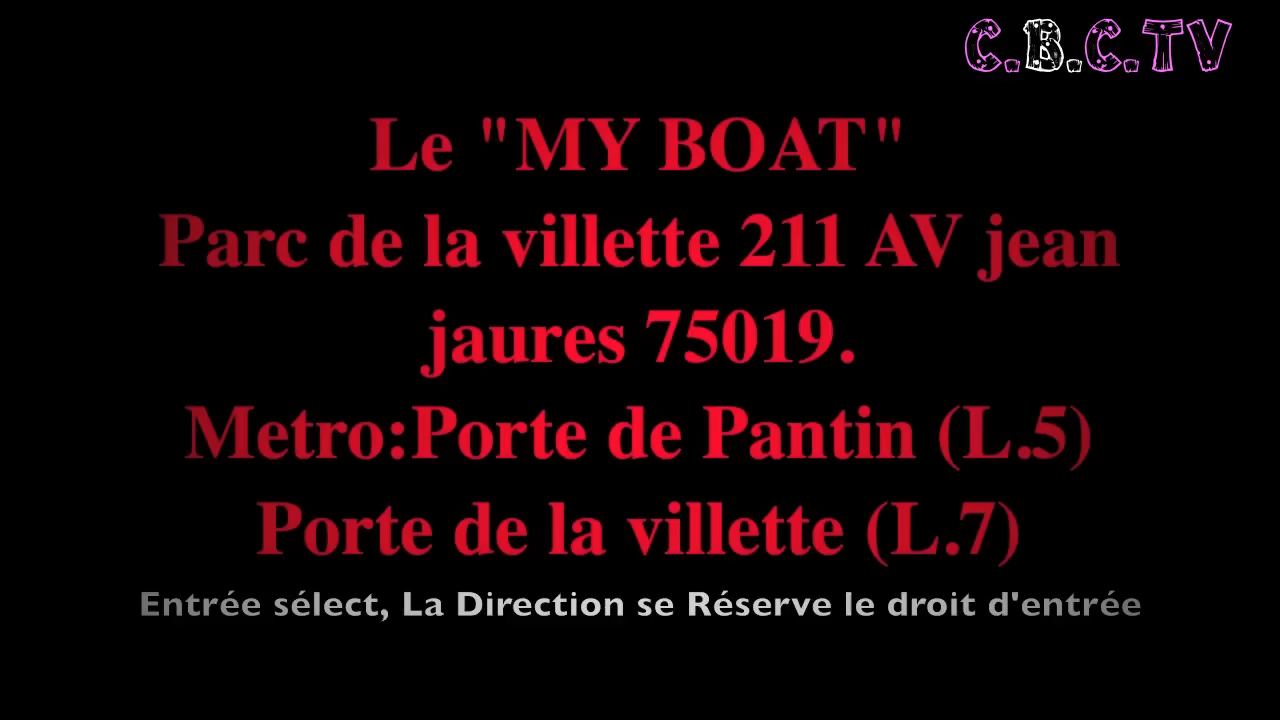 C.B.C.TV
Le "MY BOAT"
Parc de la villette 211 AV jean
jaures 75019.
Metro:Porte de Pantin (L.5)
Porte de la villette (L.7)
Entrée sélect, La Direction se Réserve le droit d'entrée